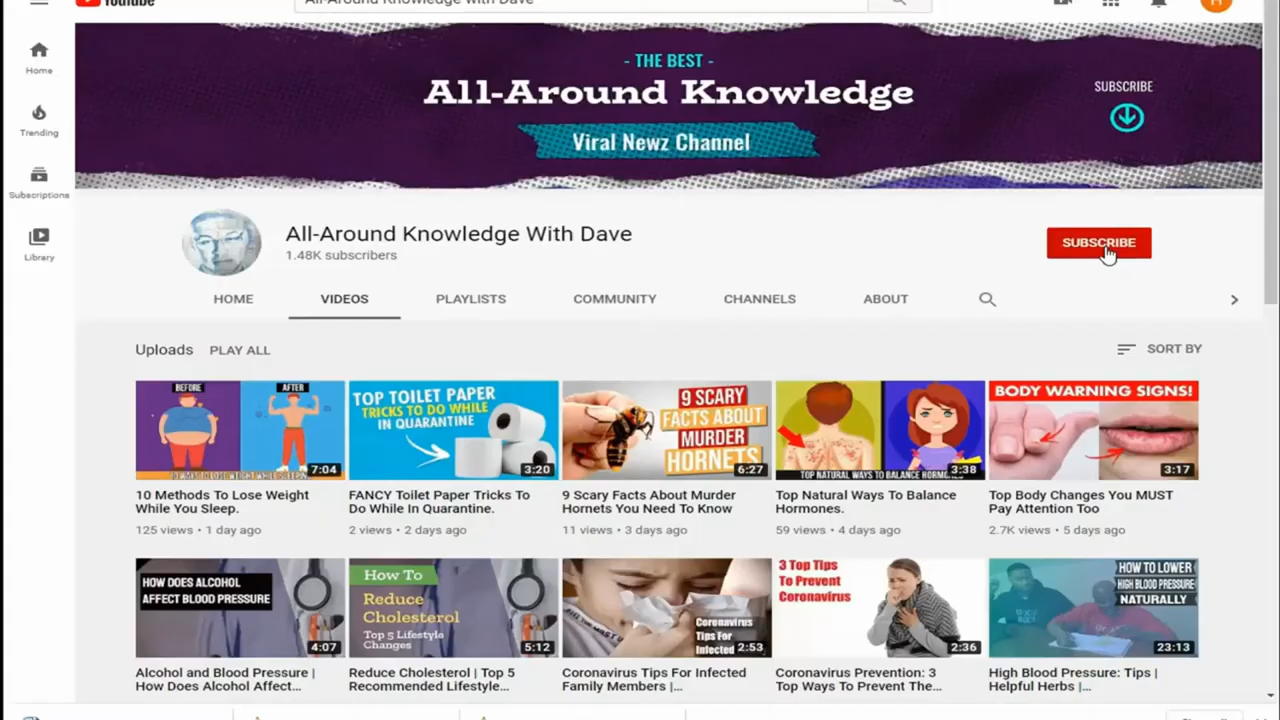 YouTube
All-Around Knowledge with Dave
H
Home
Trending
Subscriptions
Library
- THE BEST -
All-Around Knowledge
Viral Newz Channel
SUBSCRIBE
All-Around Knowledge With Dave
1.48K subscribers
SUBSCRIBE
HOME
VIDEOS
PLAYLISTS
COMMUNITY
CHANNELS
ABOUT
Uploads
PLAY ALL
SORT BY
BEFORE
AFTER
7:04
10 Methods To Lose Weight
While You Sleep.
125 views • 1 day ago
TOP TOILET PAPER
TRICKS TO DO WHILE
IN QUARANTINE
3:20
FANCY Toilet Paper Tricks To
Do While In Quarantine.
2 views • 2 days ago
9 SCARY
FACTS ABOUT
MURDER
HORNETS
6:27
9 Scary Facts About Murder
Hornets You Need To Know
11 views • 3 days ago
TOP NATURAL WAYS TO BALANCE
3:38
Top Natural Ways To Balance
Hormones.
59 views • 4 days ago
BODY WARNING SIGNS!
3:17
Top Body Changes You MUST
Pay Attention Too
2.7K views • 5 days ago
HOW DOES ALCOHOL
AFFECT BLOOD PRESSURE
4:07
Alcohol and Blood Pressure |
How Does Alcohol Affect...
How To
Reduce
Cholesterol
Top 5 Lifestyle
Changes
5:12
Reduce Cholesterol | Top 5
Recommended Lifestyle...
Coronavirus
Tips For
Infected
2:53
Coronavirus Tips For Infected
Family Members |...
3 Top Tips
To Prevent
Coronavirus
2:36
Coronavirus Prevention: 3
Top Ways To Prevent The...
HOW TO LOWER
HIGH BLOOD PRESSURE
NATURALLY
23:13
High Blood Pressure: Tips |
Helpful Herbs |...